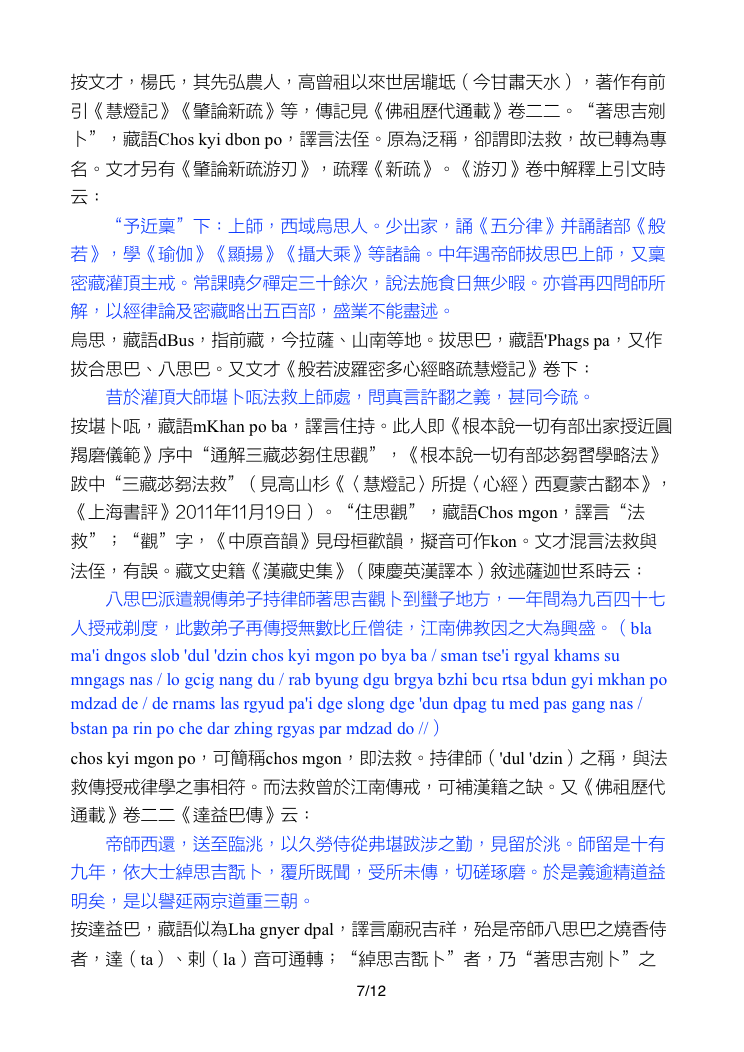 按文才，楊氏，其先弘農人，高曾祖以來世居壠坻（今甘肅天水），著作有前
引《慧燈記》《肇論新疏》等，傳記見《佛祖歷代通載》卷二二。“著思吉剜
卜”，藏語Chos kyi dbon po，譯言法侄。原為泛稱，卻謂即法救，故已轉為專
名。文才另有《肇論新疏游刃》，疏釋《新疏》。《游刃》卷中解釋上引文時
云：
“予近稟”下：上師，西域烏思人。少出家，誦《五分律》并誦諸部《般
若》，學《瑜伽》《顯揚》《攝大乘》等諸論。中年遇帝師拔思巴上師，又稟
密藏灌頂主戒。常課曉夕禪定三十餘次，說法施食日無少暇。亦嘗再四問師所
解，以經律論及密藏略出五百部，盛業不能盡述。
烏思，藏語dBus，指前藏，今拉薩、山南等地。拔思巴，藏語'Phags pa，又作
拔合思巴、八思巴。又文才《般若波羅密多心經略疏慧燈記》卷下：
昔於灌頂大師堪卜咓法救上師處，問真言許翻之義，甚同今疏。
按堪卜咓，藏語mKhan po ba，譯言住持。此人即《根本說一切有部出家授近圓
羯磨儀範》序中“通解三藏苾芻住思觀”，《根本說一切有部苾芻習學略法》
跋中“三藏苾芻法救”（見高山杉《〈慧燈記〉所提〈心經〉西夏蒙古翻本》，
《上海書評》2011年11月19日）。“住思觀”，藏語Chos mgon，譯言“法
救”；“觀”字，《中原音韻》見母桓歡韻，擬音可作kon。文才混言法救與
法侄，有誤。藏文史籍《漢藏史集》（陳慶英漢譯本）敘述薩迦世系時云：
八思巴派遣親傳弟子持律師著思吉觀卜到蠻子地方，一年間為九百四十七
人授戒剃度，此數弟子再傳授無數比丘僧徒，江南佛教因之大為興盛。（bla
ma'i dngos slob 'dul 'dzin chos kyi mgon po bya ba / sman tse'i rgyal khams su
mngags nas / lo gcig nang du / rab byung dgu brgya bzhi bcu rtsa bdun gyi mkhan po
mdzad de / de rnams las rgyud pa'i dge slong dge 'dun dpag tu med pas gang nas /
bstan pa rin po che dar zhing rgyas par mdzad do //）
chos kyi mgon po，可簡稱chos mgon，即法救。持律師（'dul 'dzin）之稱，與法
救傳授戒律學之事相符。而法救曾於江南傳戒，可補漢籍之缺。又《佛祖歷代
通載》卷二二《達益巴傳》云：
帝師西還，送至臨洮，以久勞侍從弗堪跋涉之勤，見留於洮。師留是十有
九年，依大士綽思吉翫卜，覆所既聞，受所未傳，切磋琢磨。於是義逾精道益
明矣，是以譽延兩京道重三朝。
按達益巴，藏語似為Lha gnyer dpal，譯言廟祝吉祥，殆是帝師八思巴之燒香侍
者，達（ta）、剌（la）音可通轉；“綽思吉翫卜”者，乃“著思吉剜卜”之
7/12